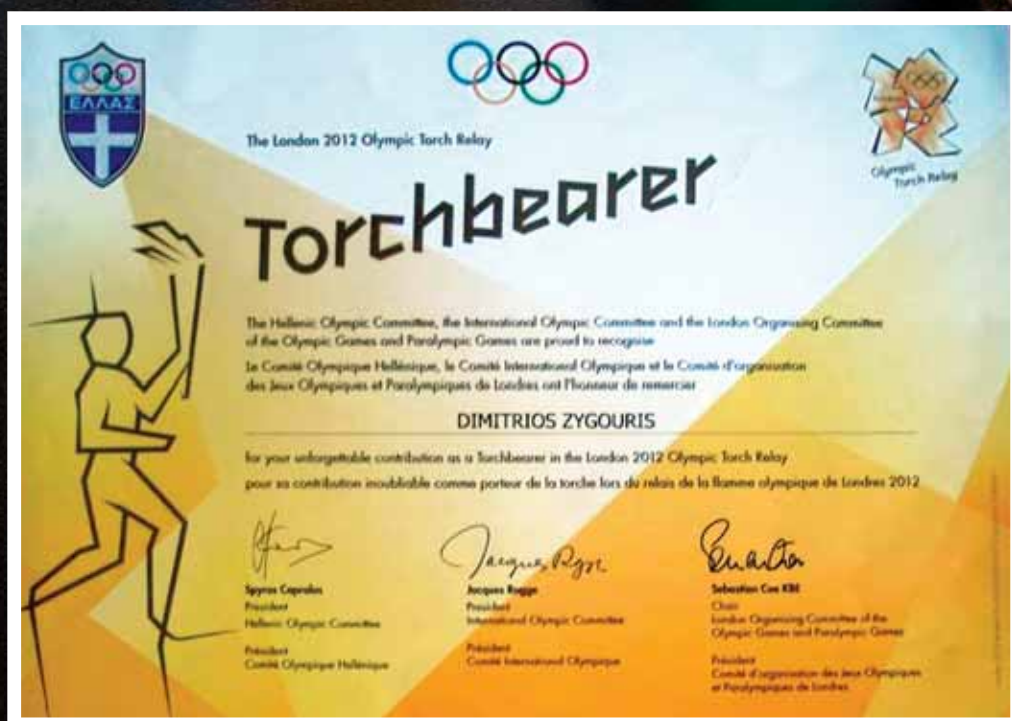 ΕΛΛΑΣ
The London 2012 Olympic Torch Relay
Olympic
Torch Relay
Torchbearer
The Hellenic Olympic Committee, the International Olympic Committee and the London Organising Committee
of the Olympic Games and Paralympic Games are proud to recognise
Le Comité Olympique Hellénique, le Comité International Olympique et le Comité d'organisation
des Jeux Olympiques et Paralympiques de Londres ont l'honneur de remercier
DIMITRIOS ZYGOURIS
for your unforgettable contribution as a Torchbearer in the London 2012 Olympic Torch Relay
pour sa contribution inoubliable comme porteur de la torche lors du relais de la flamme olympique de Londres 2012
Jacques Rogge
Spyros Capralos
President
Hellenic Olympic Committee
Président
Comité Olympique Hellénique
Jacques Rogge
President
International Olympic Committee
Président
Comité International Olympique
Sebastian Coe KBE
Chair
London Organising Committee of the
Olympic Games and Paralympic Games
Président
Comité d'organisation des Jeux Olympiques
et Paralympiques de Londres